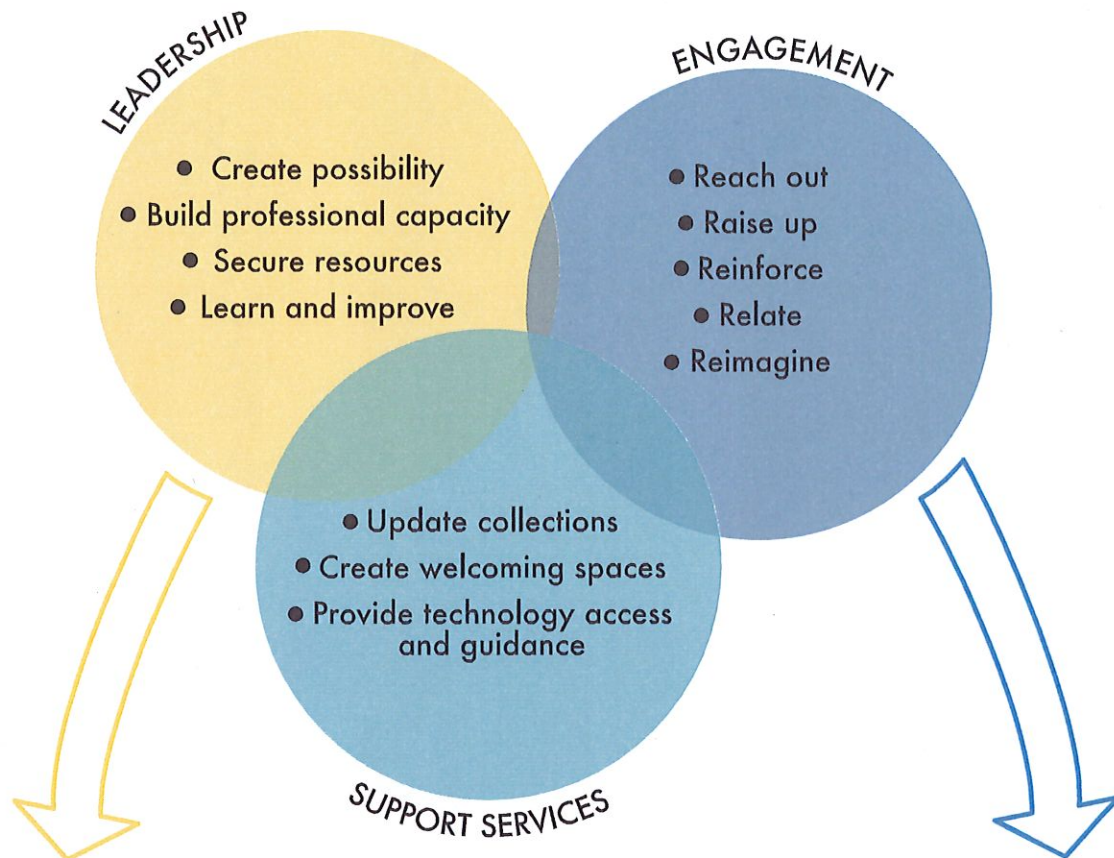 LEADERSHIP
● Create possibility
● Build professional capacity
● Secure resources
● Learn and improve
ENGAGEMENT
● Reach out
● Raise up
● Reinforce
● Relate
● Reimagine
● Update collections
● Create welcoming spaces
● Provide technology access
and guidance
SUPPORT SERVICES